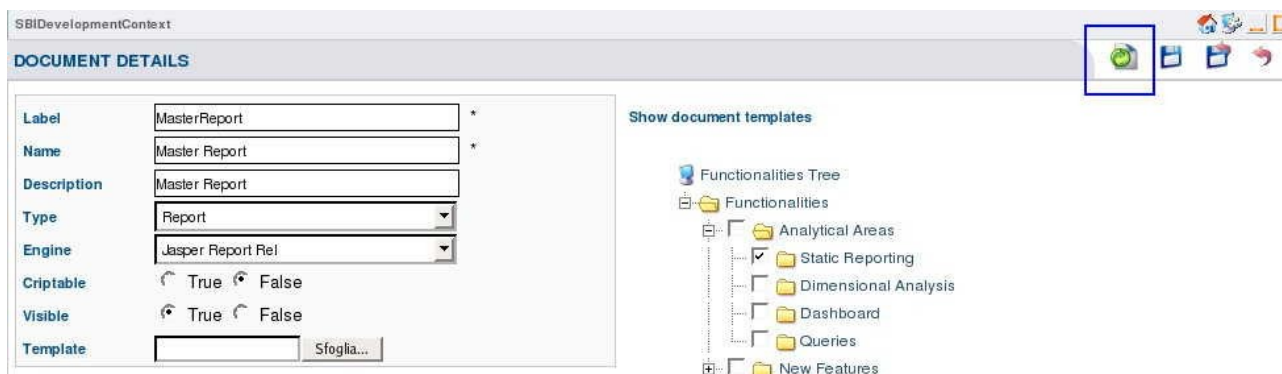 SBIDevelopmentContext
DOCUMENT DETAILS
Label MasterReport *
Name Master Report *
Description Master Report
Type Report
Engine Jasper Report Rel
Criptable True False
Visible True False
Template Sfoglia...
Show document templates
Functionalities Tree
Functionalities
Analytical Areas
Static Reporting
Dimensional Analysis
Dashboard
Queries
New Features